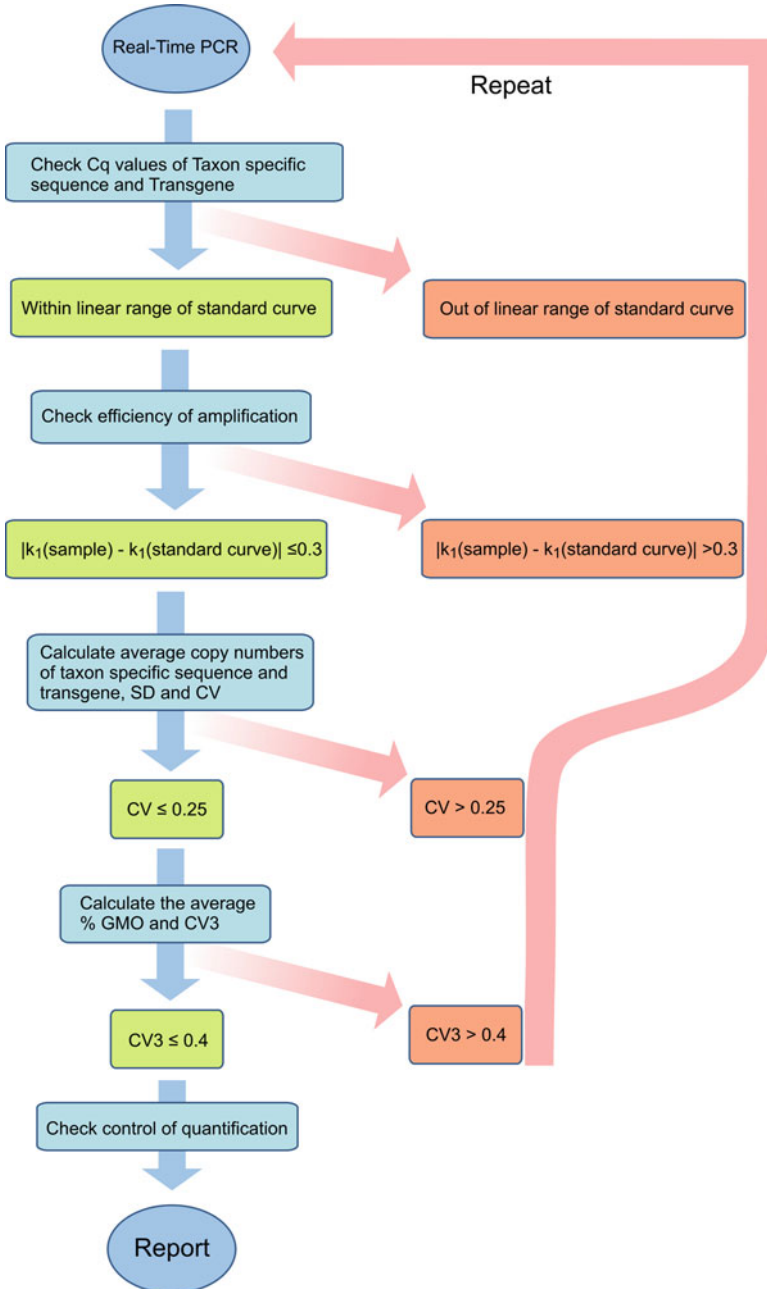 Real-Time PCR
Repeat
Check Cq values of Taxon specific
sequence and Transgene
Within linear range of standard curve
Out of linear range of standard curve
Check efficiency of amplification
|k₁(sample) - k₁(standard curve)| ≤0.3
|k₁(sample) - k₁(standard curve)| >0.3
Calculate average copy numbers
of taxon specific sequence and
transgene, SD and CV
CV ≤ 0.25
CV > 0.25
Calculate the average
% GMO and CV3
CV3 ≤ 0.4
CV3 > 0.4
Check control of quantification
Report